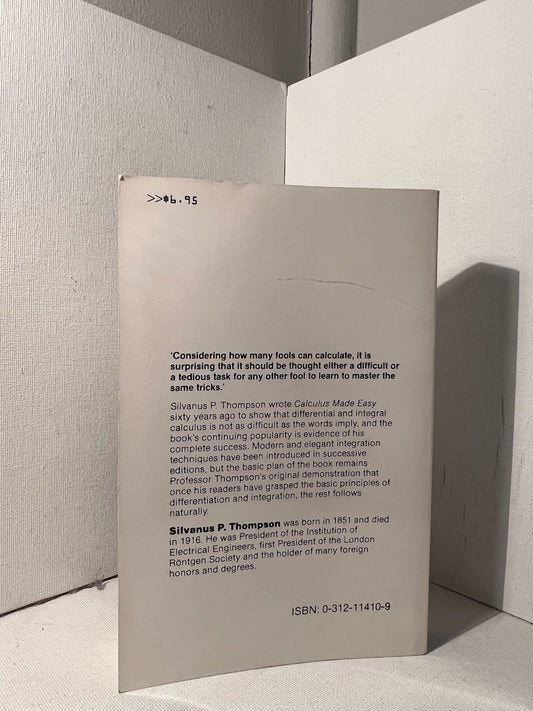 >>$6.95
'Considering how many fools can calculate, it is
surprising that it should be thought either a difficult or
a tedious task for any other fool to learn to master the
same tricks.'
Silvanus P. Thompson wrote Calculus Made Easy
sixty years ago to show that differential and integral
calculus is not as difficult as the words imply, and the
book's continuing popularity is evidence of his
complete success. Modern and elegant integration
techniques have been introduced in successive
editions, but the basic plan of the book remains
Professor Thompson's original demonstration that
once his readers have grasped the basic principles of
differentiation and integration, the rest follows
naturally.
Silvanus P. Thompson was born in 1851 and died
in 1916. He was President of the Institution of
Electrical Engineers, first President of the London
Röntgen Society and the holder of many foreign
honors and degrees.
ISBN: 0-312-11410-9